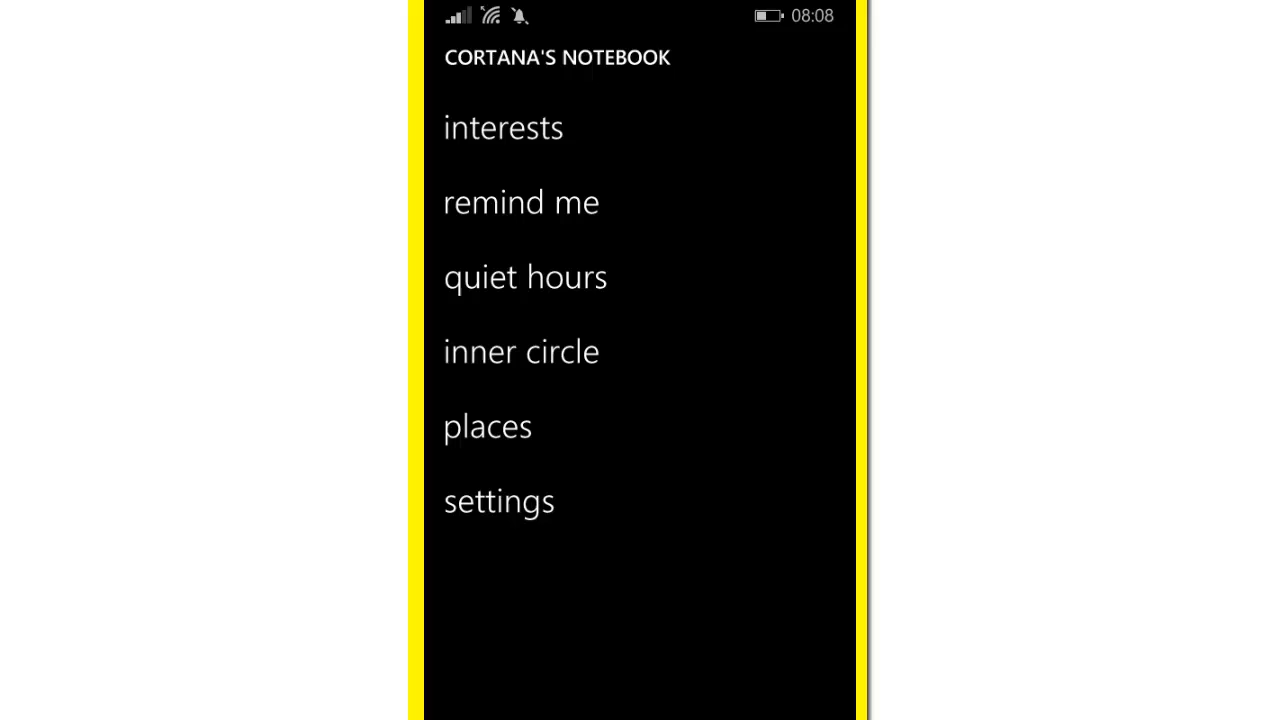 08:08
CORTANA'S NOTEBOOK
interests
remind me
quiet hours
inner circle
places
settings